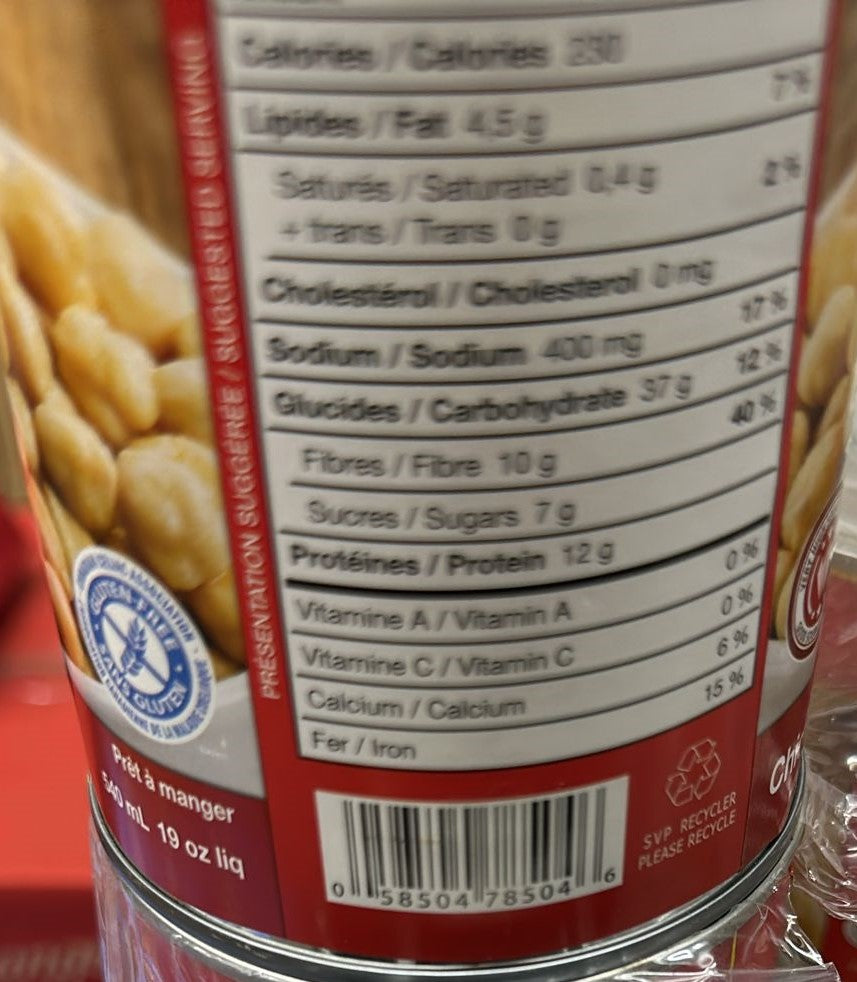 Calories / Calories 230
Lipides / Fat 4,5 g 7 %
Saturés / Saturated 0,4 g
+ trans / Trans 0 g 2 %
Cholestérol / Cholesterol 0 mg
Sodium / Sodium 400 mg 17 %
Glucides / Carbohydrate 37 g 12 %
Fibres / Fibre 10 g 40 %
Sucres / Sugars 7 g
Protéines / Protein 12 g
Vitamine A / Vitamin A 0 %
Vitamine C / Vitamin C 0 %
Calcium / Calcium 6 %
Fer / Iron 15 %
PRÉSENTATION SUGGÉRÉE / SUGGESTED SERVING
GLUTEN-FREE
SANS GLUTEN
ASSOCIATION
Prêt à manger
540 mL 19 oz liq
0 58504 78504 6
SVP RECYCLER
PLEASE RECYCLE